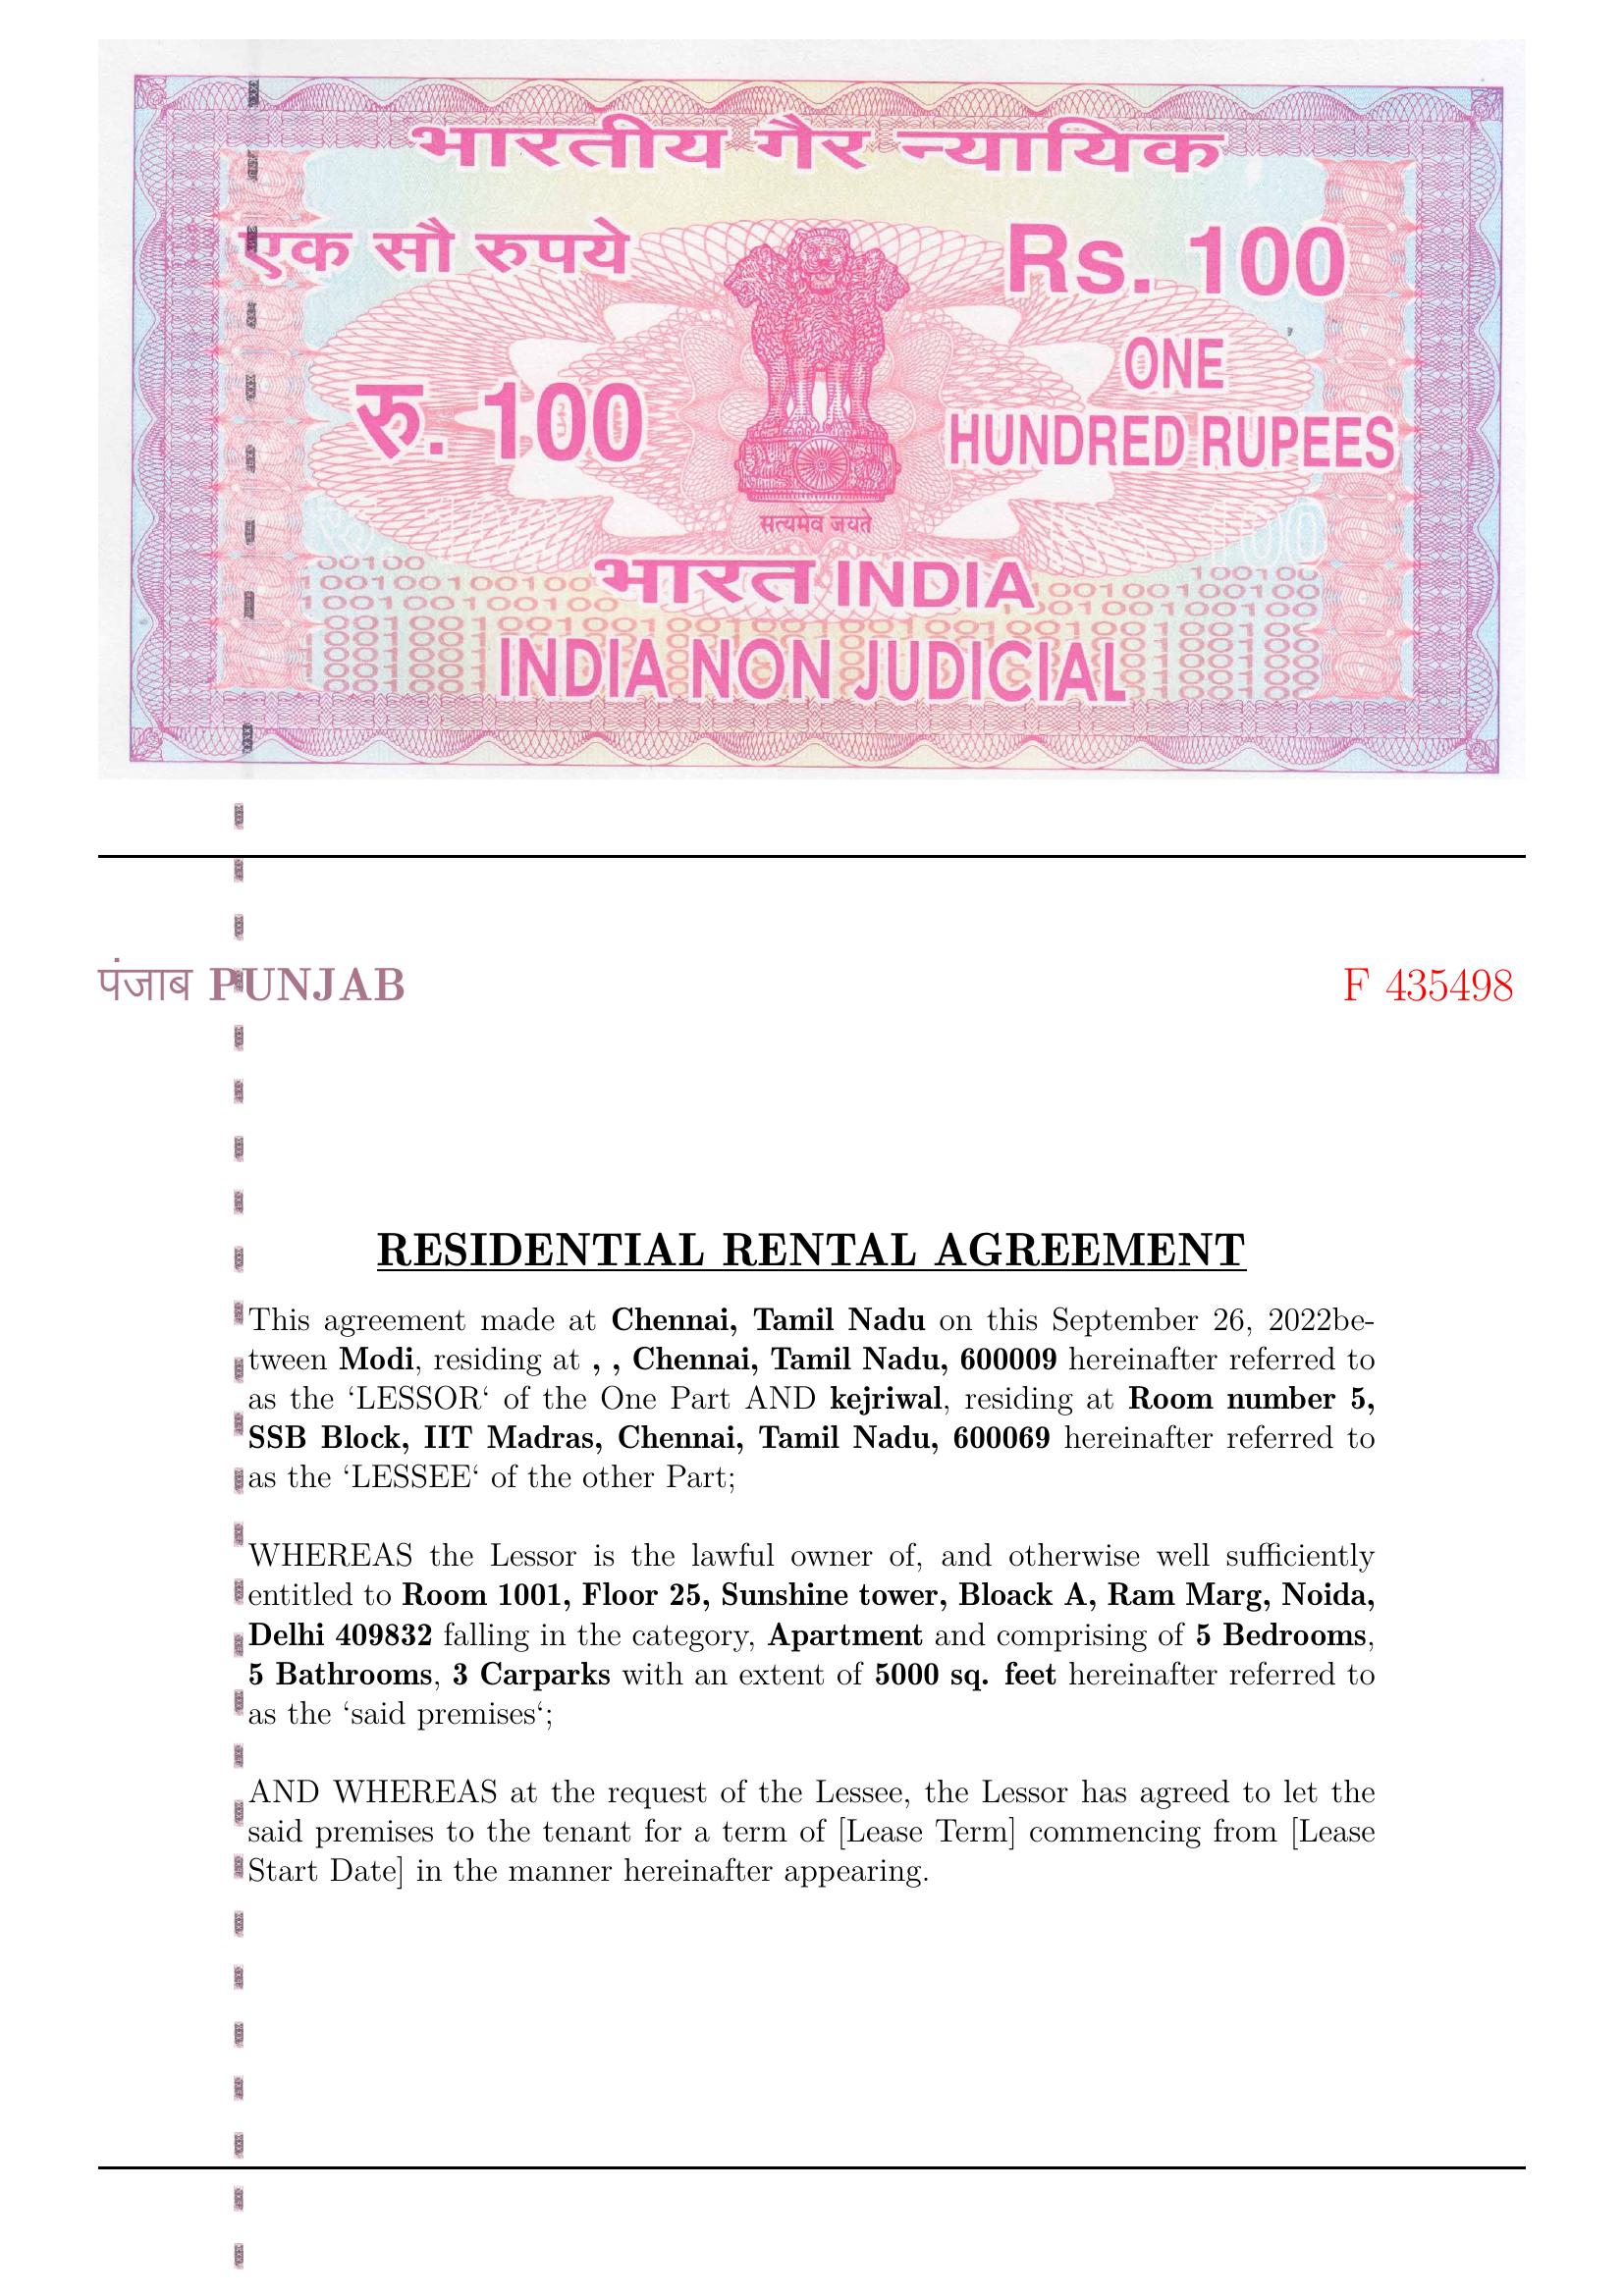 भारतीय गैर न्यायिक
एक सौ रुपये
Rs. 100
रु. 100
ONE
HUNDRED RUPEES
सत्यमेव जयते
भारत INDIA
INDIA NON JUDICIAL
पंजाब PUNJAB
F 435498
RESIDENTIAL RENTAL AGREEMENT
This agreement made at Chennai, Tamil Nadu on this September 26, 2022be-
tween Modi, residing at , , Chennai, Tamil Nadu, 600009 hereinafter referred to
as the ‘LESSOR‘ of the One Part AND kejriwal, residing at Room number 5,
SSB Block, IIT Madras, Chennai, Tamil Nadu, 600069 hereinafter referred to
as the ‘LESSEE‘ of the other Part;
WHEREAS the Lessor is the lawful owner of, and otherwise well sufficiently
entitled to Room 1001, Floor 25, Sunshine tower, Bloack A, Ram Marg, Noida,
Delhi 409832 falling in the category, Apartment and comprising of 5 Bedrooms,
5 Bathrooms, 3 Carparks with an extent of 5000 sq. feet hereinafter referred to
as the ‘said premises‘;
AND WHEREAS at the request of the Lessee, the Lessor has agreed to let the
said premises to the tenant for a term of [Lease Term] commencing from [Lease
Start Date] in the manner hereinafter appearing.